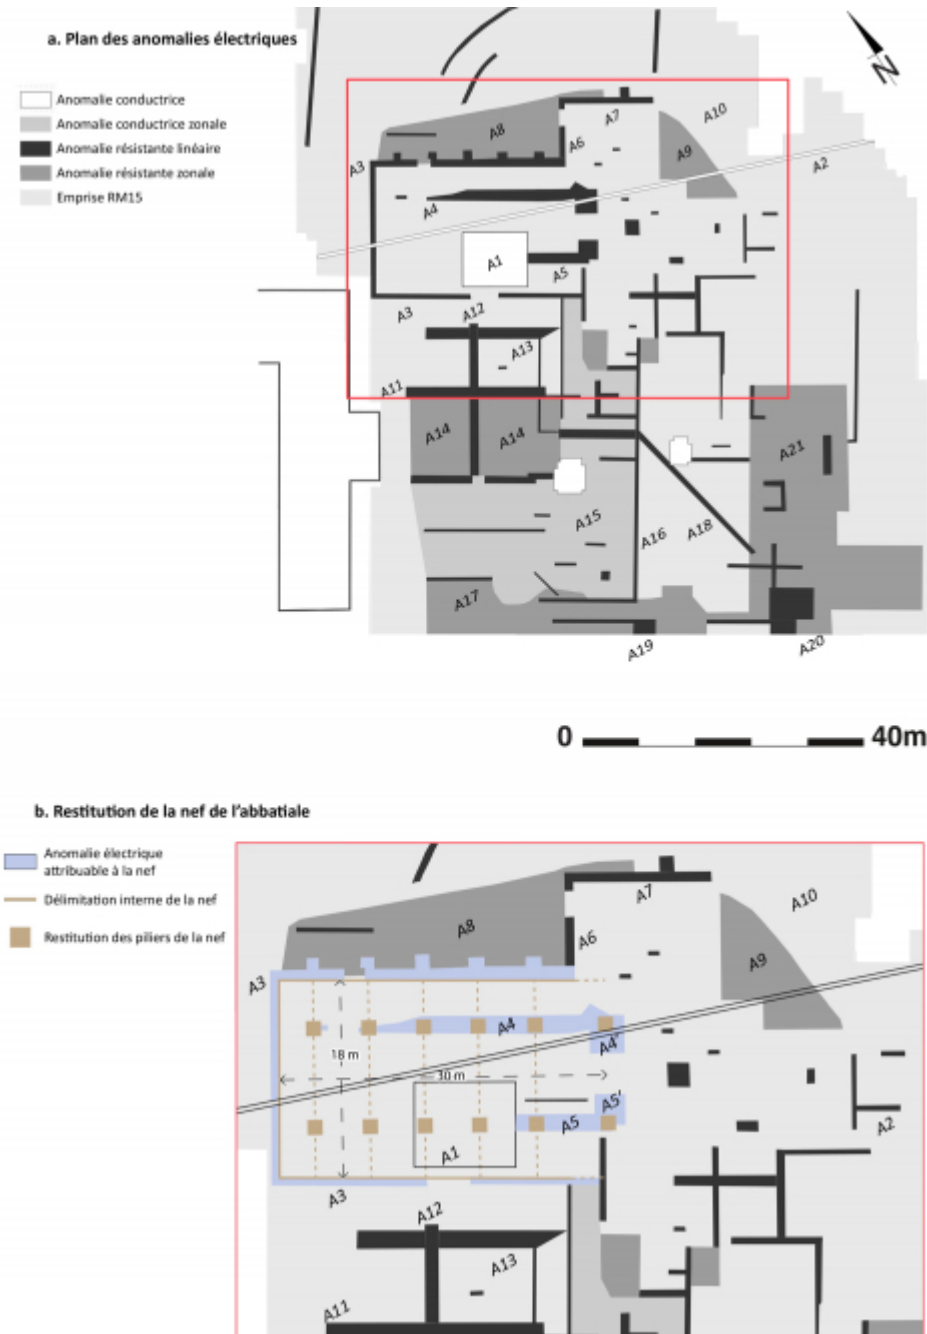 a. Plan des anomalies électriques
N
Anomalie conductrice
Anomalie conductrice zonale
Anomalie résistante linéaire
Anomalie résistante zonale
Emprise RM15
A8
A7
A10
A3
A6
A9
A2
A4
A1
A5
A3
A12
A13
A11
A14
A14
A21
A15
A16
A18
A17
A19
A20
0
40m
b. Restitution de la nef de l'abbatiale
Anomalie électrique
attribuable à la nef
Délimitation interne de la nef
Restitution des piliers de la nef
A7
A10
A8
A6
A9
A3
A4
A4'
18 m
30 m
A5'
A5
A2
A1
A3
A12
A13
A11